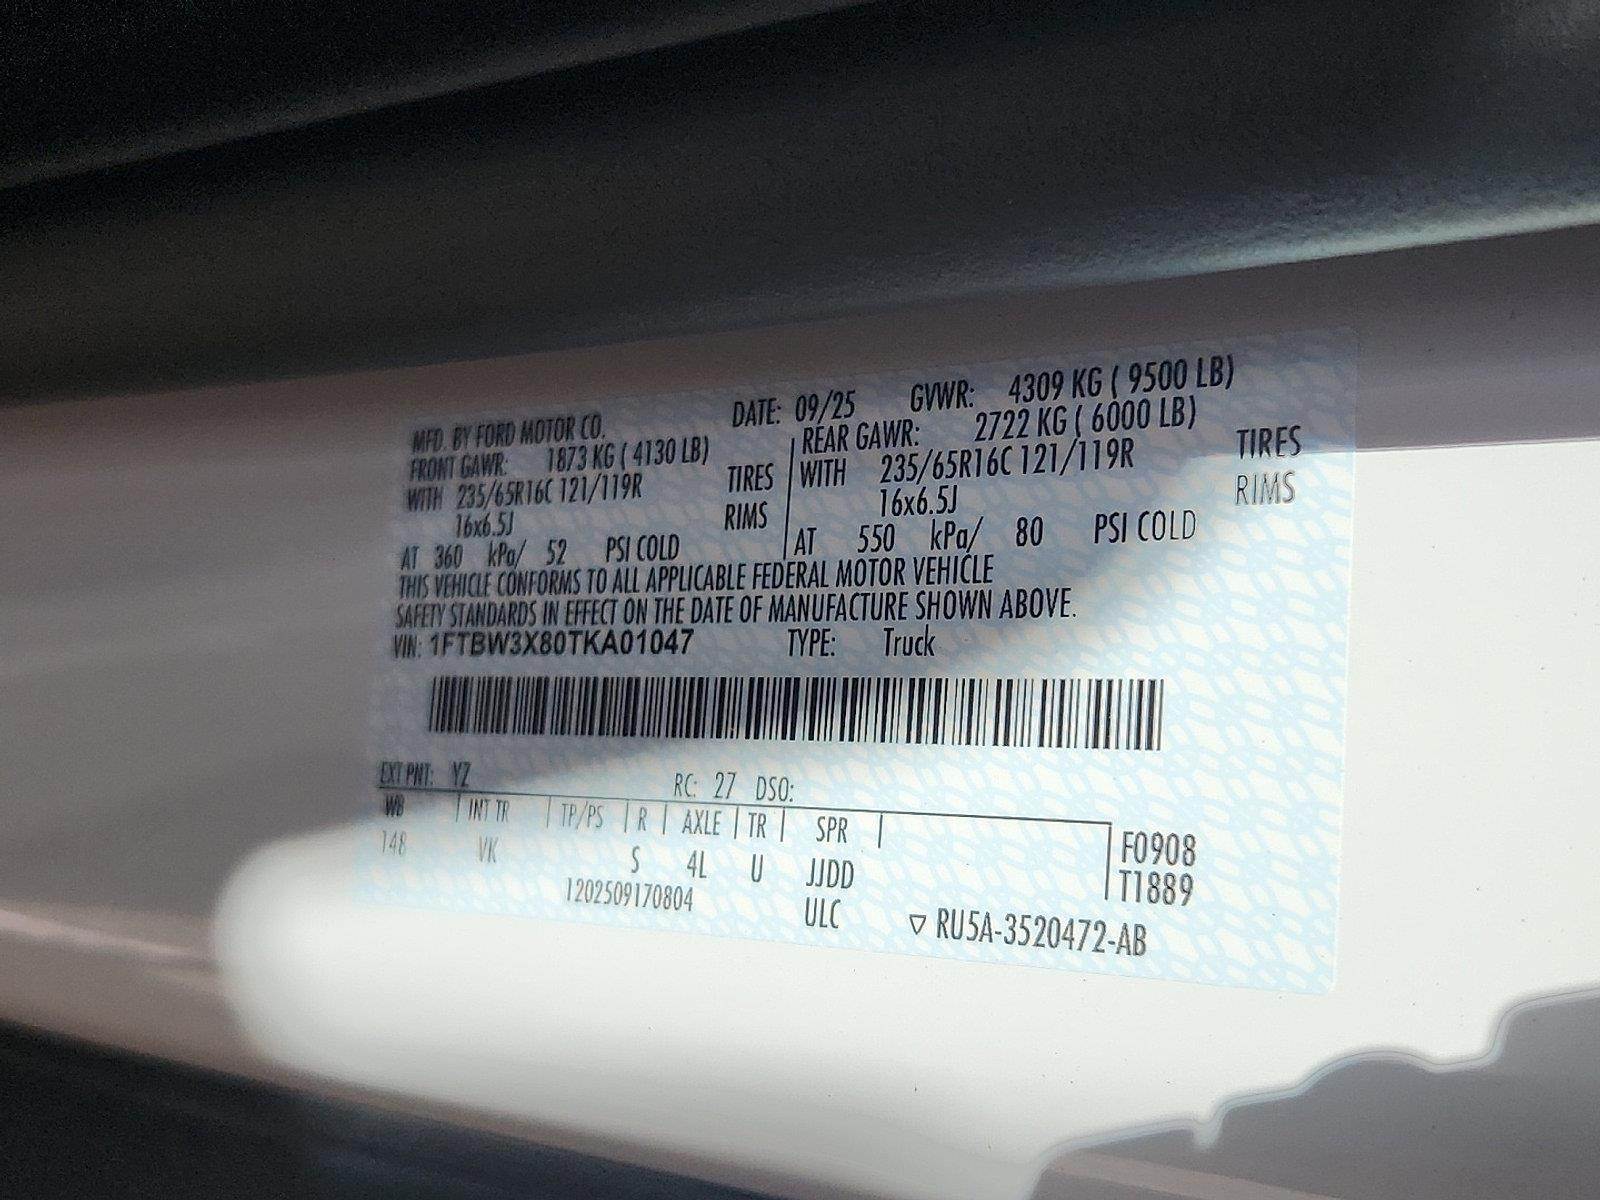 MFD. BY FORD MOTOR CO. DATE: 09/25 GVWR: 4309 KG ( 9500 LB)
FRONT GAWR: 1873 KG ( 4130 LB) REAR GAWR: 2722 KG ( 6000 LB)
WITH 235/65R16C 121/119R TIRES WITH 235/65R16C 121/119R TIRES
16x6.5J RIMS 16x6.5J RIMS
AT 360 kPa/ 52 PSI COLD AT 550 kPa/ 80 PSI COLD
THIS VEHICLE CONFORMS TO ALL APPLICABLE FEDERAL MOTOR VEHICLE
SAFETY STANDARDS IN EFFECT ON THE DATE OF MANUFACTURE SHOWN ABOVE.
VIN: 1FTBW3X80TKA01047 TYPE: Truck
EXT PNT: YZ RC: 27 DSO:
WB INT TR TP/PS R AXLE TR SPR F0908
148 VK S 4L U JJDD T1889
1202509170804 ULC ▽ RU5A-3520472-AB